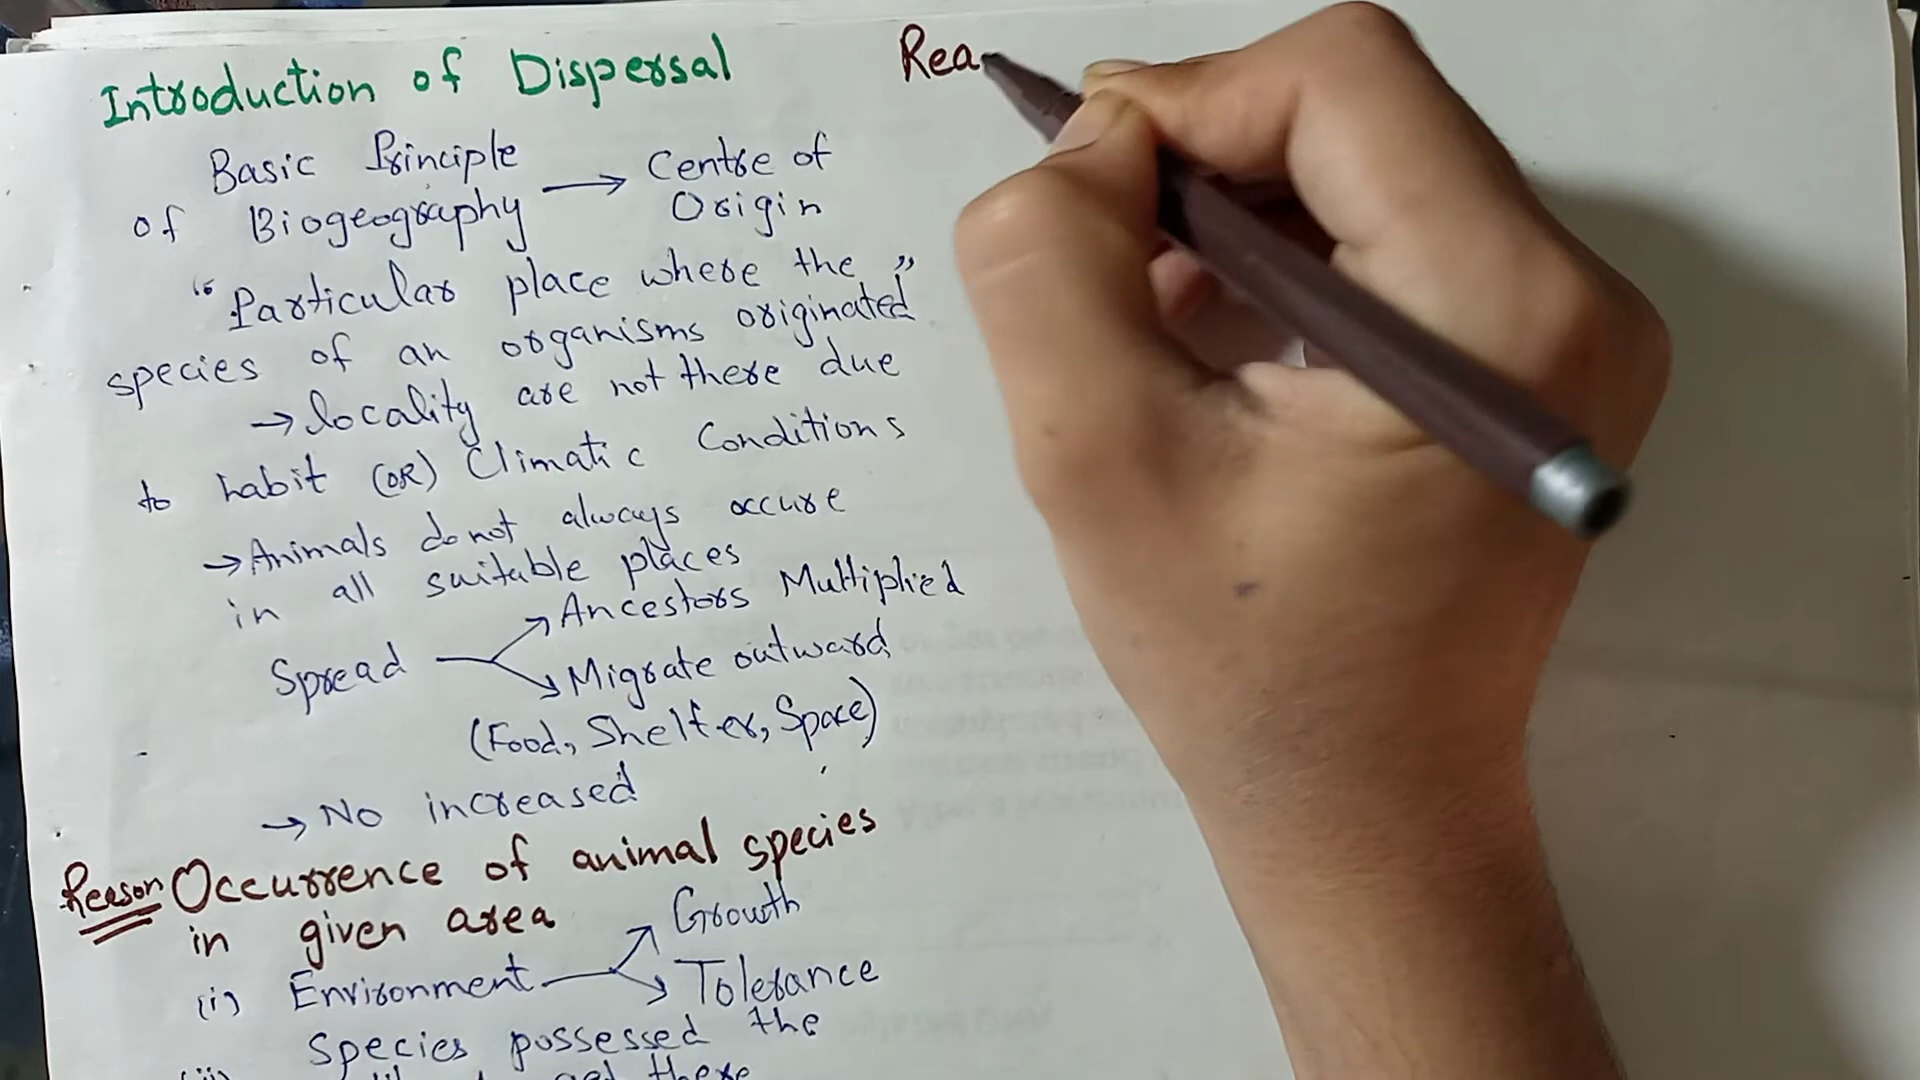 Introduction of Dispersal
Basic Principle
of Biogeography → Centre of
Origin
“Particular place where the”
species of an organisms originated
→ locality are not there due
to habit (OR) Climatic Conditions
→ Animals do not always occure
in all suitable places
Spread → Ancestors Multiplied
→ Migrate outward
(Food, Shelter, Space)
→ No increased
Reason Occurrence of animal species
in given area
(i) Environment → Growth
→ Tolerance
Species possessed the
(ii) get there
Rea